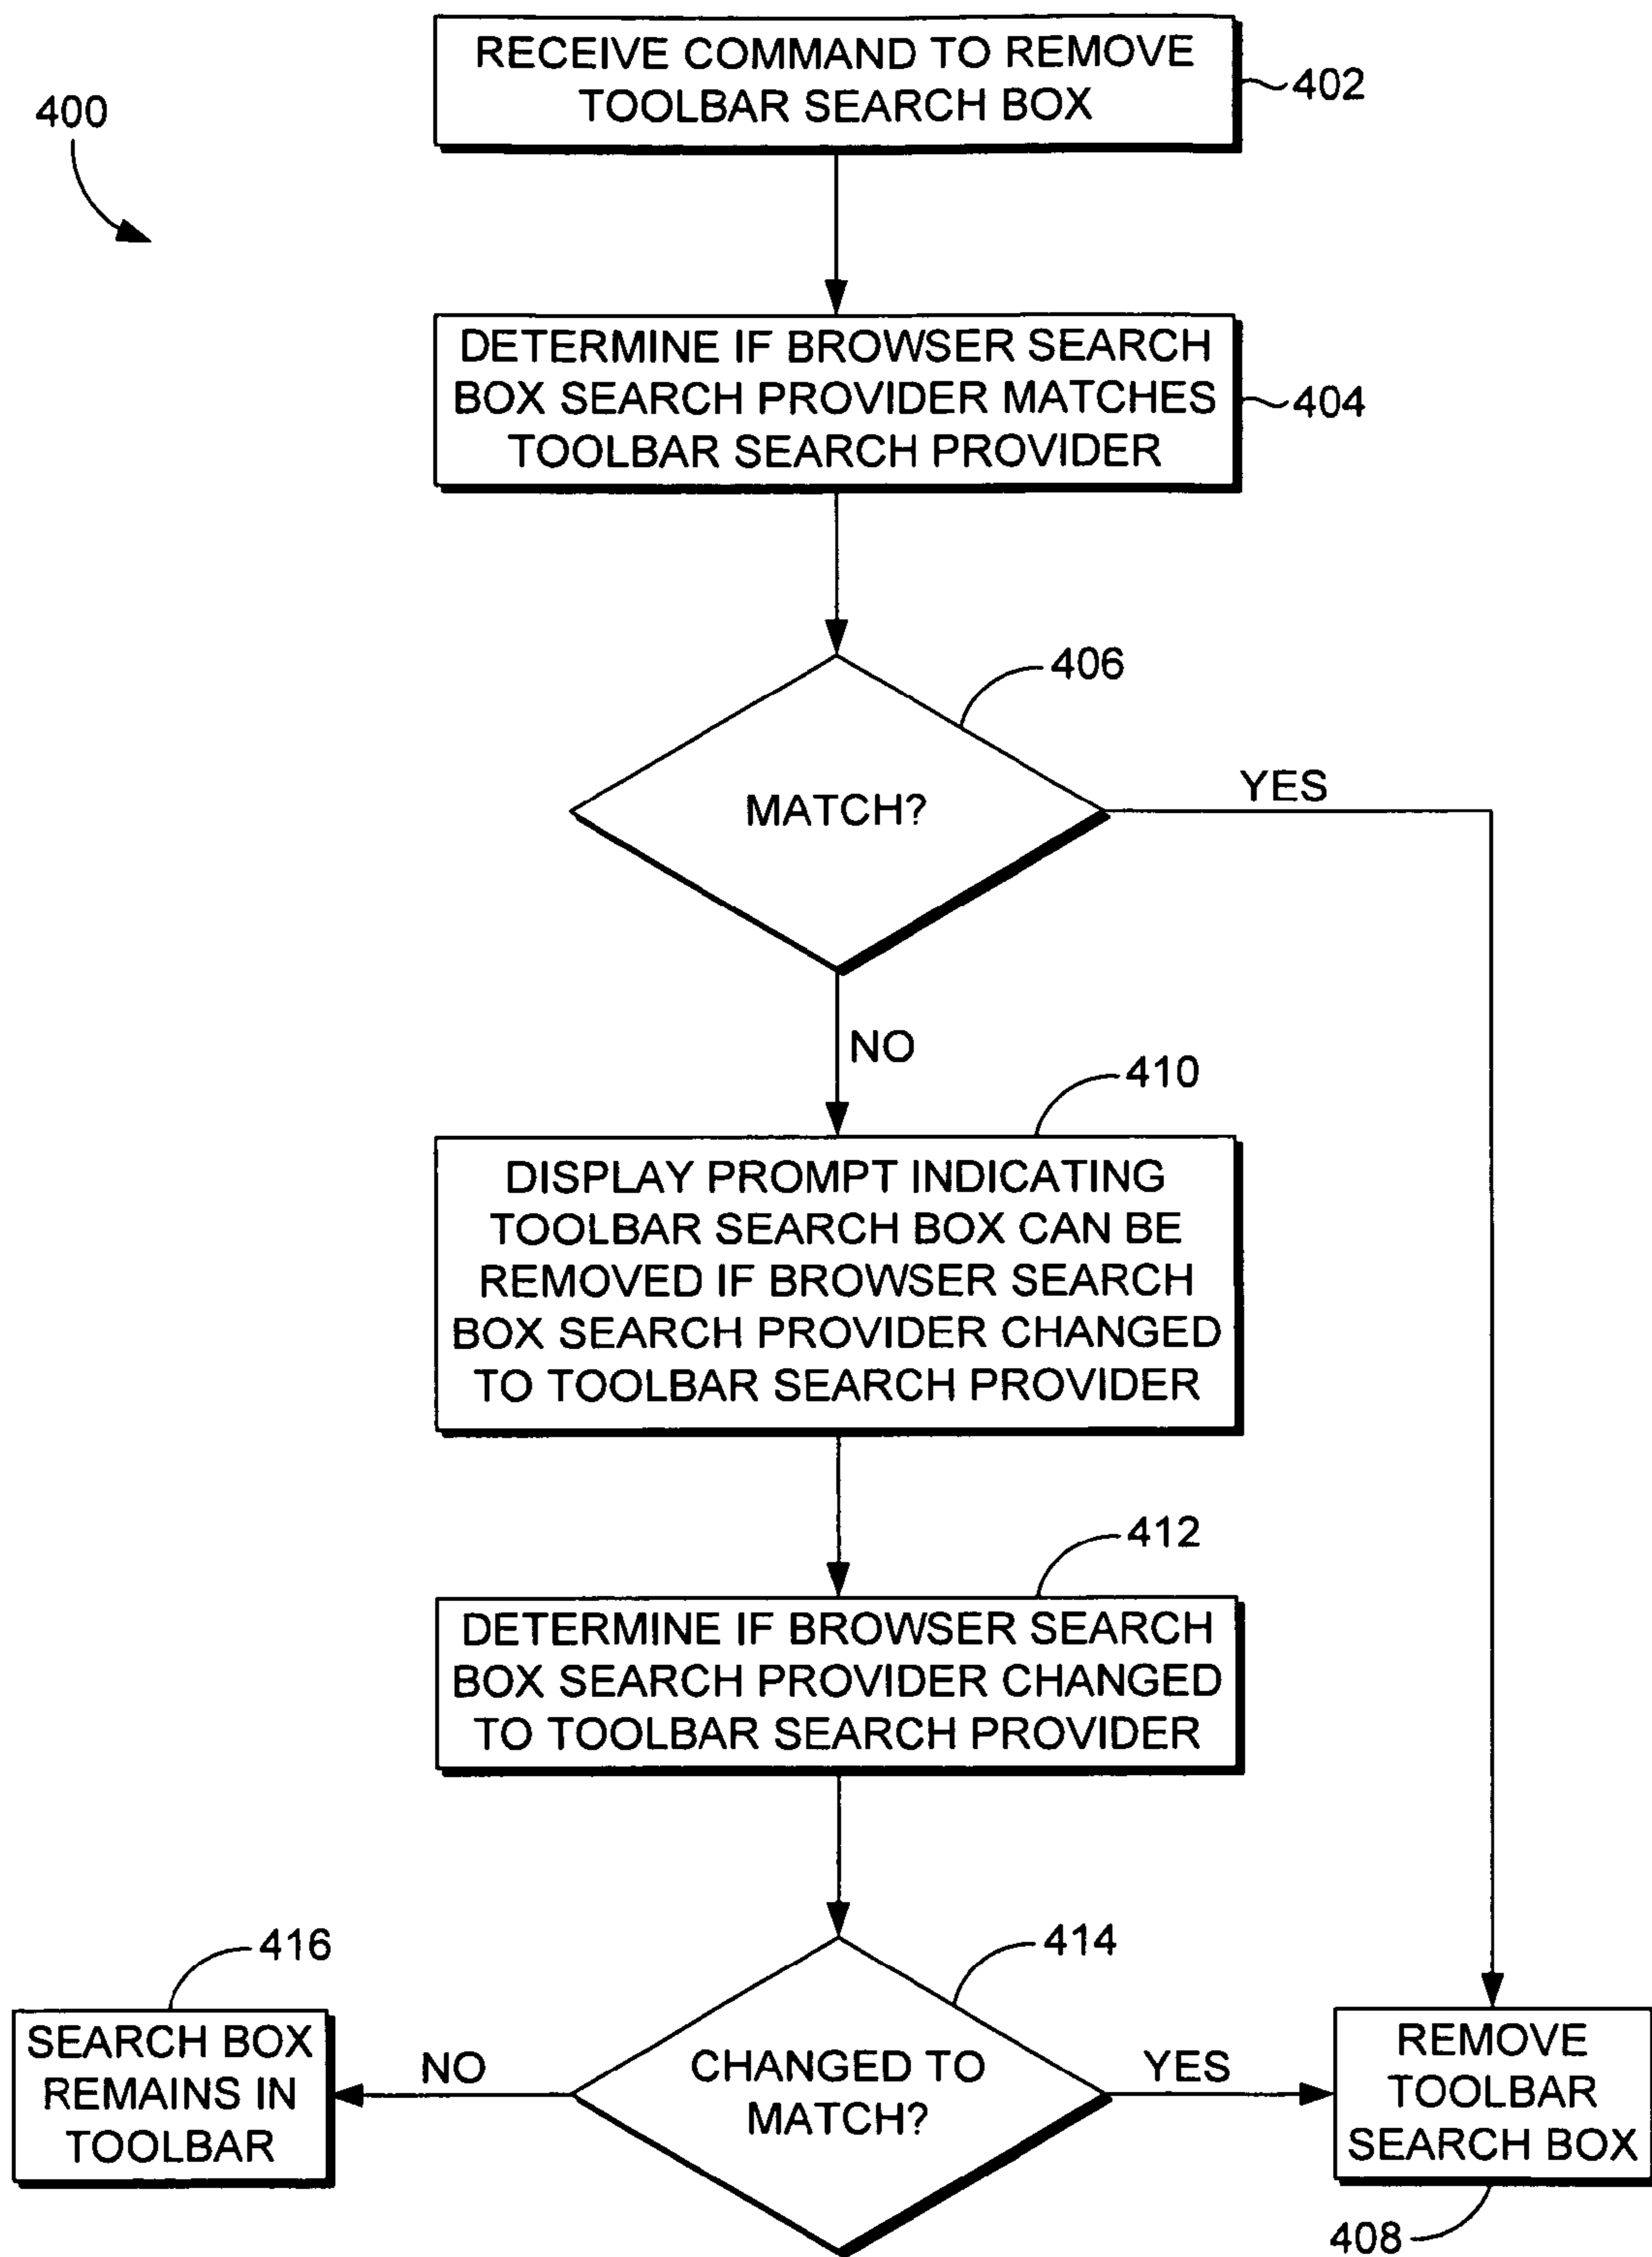 RECEIVE COMMAND TO REMOVE
TOOLBAR SEARCH BOX
402
400
DETERMINE IF BROWSER SEARCH
BOX SEARCH PROVIDER MATCHES
TOOLBAR SEARCH PROVIDER
404
406
MATCH?
YES
NO
410
DISPLAY PROMPT INDICATING
TOOLBAR SEARCH BOX CAN BE
REMOVED IF BROWSER SEARCH
BOX SEARCH PROVIDER CHANGED
TO TOOLBAR SEARCH PROVIDER
412
DETERMINE IF BROWSER SEARCH
BOX SEARCH PROVIDER CHANGED
TO TOOLBAR SEARCH PROVIDER
416
414
SEARCH BOX
REMAINS IN
TOOLBAR
NO
CHANGED TO
MATCH?
YES
REMOVE
TOOLBAR
SEARCH BOX
408